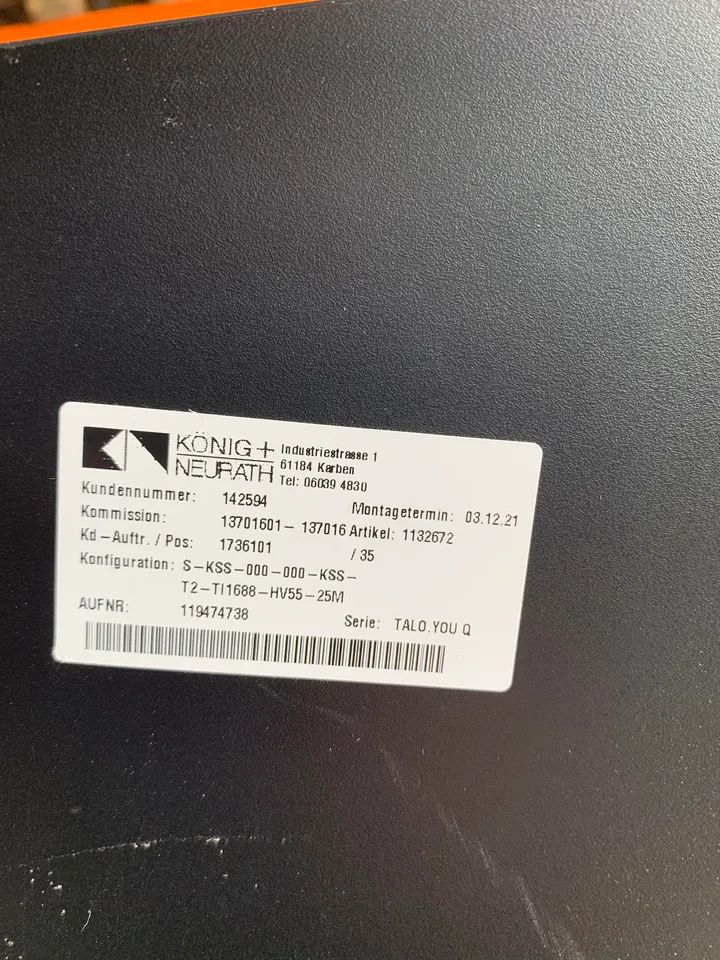 KÖNIG +
NEURATH
Industriestrasse 1
61184 Karben
Tel: 06039 4830
Kundennummer: 142594 Montagetermin: 03.12.21
Kommission: 13701601-137016 Artikel: 1132672
Kd-Auftr. / Pos: 1736101 / 35
Konfiguration: S-KSS-000-000-KSS-
T2-TI1688-HV55-25M
AUFNR: 119474738 Serie: TALO.YOU Q